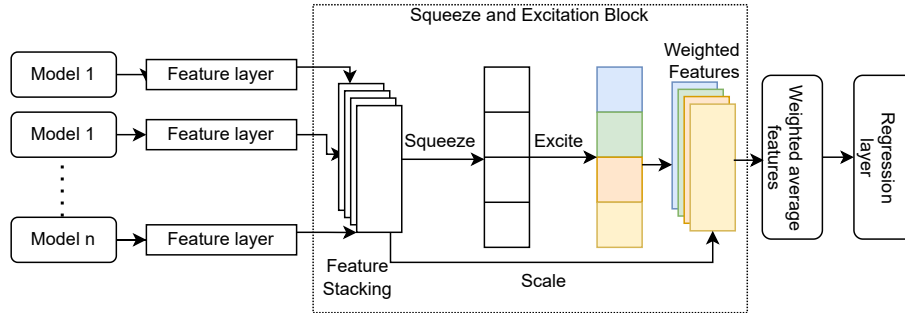 Squeeze and Excitation Block
Model 1
Feature layer
Model 1
Feature layer
Model n
Feature layer
Feature
Stacking
Squeeze
Excite
Scale
Weighted
Features
Weighted average
features
Regression
layer